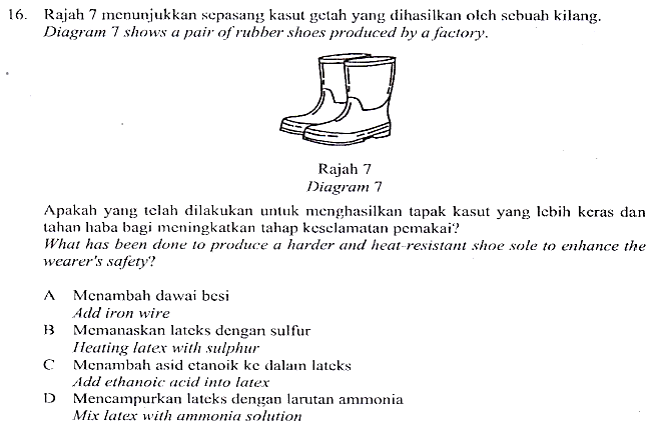 16. Rajah 7 menunjukkan sepasang kasut getah yang dihasilkan oleh sebuah kilang.
Diagram 7 shows a pair of rubber shoes produced by a factory.
Rajah 7
Diagram 7
Apakah yang telah dilakukan untuk menghasilkan tapak kasut yang lebih keras dan
tahan haba bagi meningkatkan tahap keselamatan pemakai?
What has been done to produce a harder and heat-resistant shoe sole to enhance the
wearer's safety?
A Menambah dawai besi
Add iron wire
B Memanaskan lateks dengan sulfur
Heating latex with sulphur
C Menambah asid etanoik ke dalam lateks
Add ethanoic acid into latex
D Mencampurkan lateks dengan larutan ammonia
Mix latex with ammonia solution